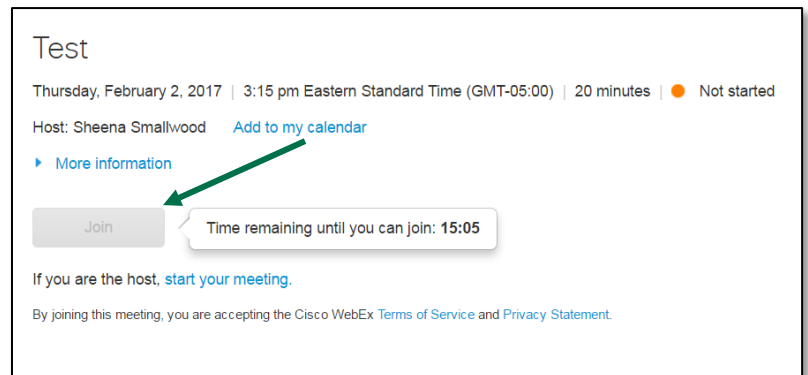 Test
Thursday, February 2, 2017 | 3:15 pm Eastern Standard Time (GMT-05:00) | 20 minutes | Not started
Host: Sheena Smallwood Add to my calendar
More information
Join Time remaining until you can join: 15:05
If you are the host, start your meeting.
By joining this meeting, you are accepting the Cisco WebEx Terms of Service and Privacy Statement.